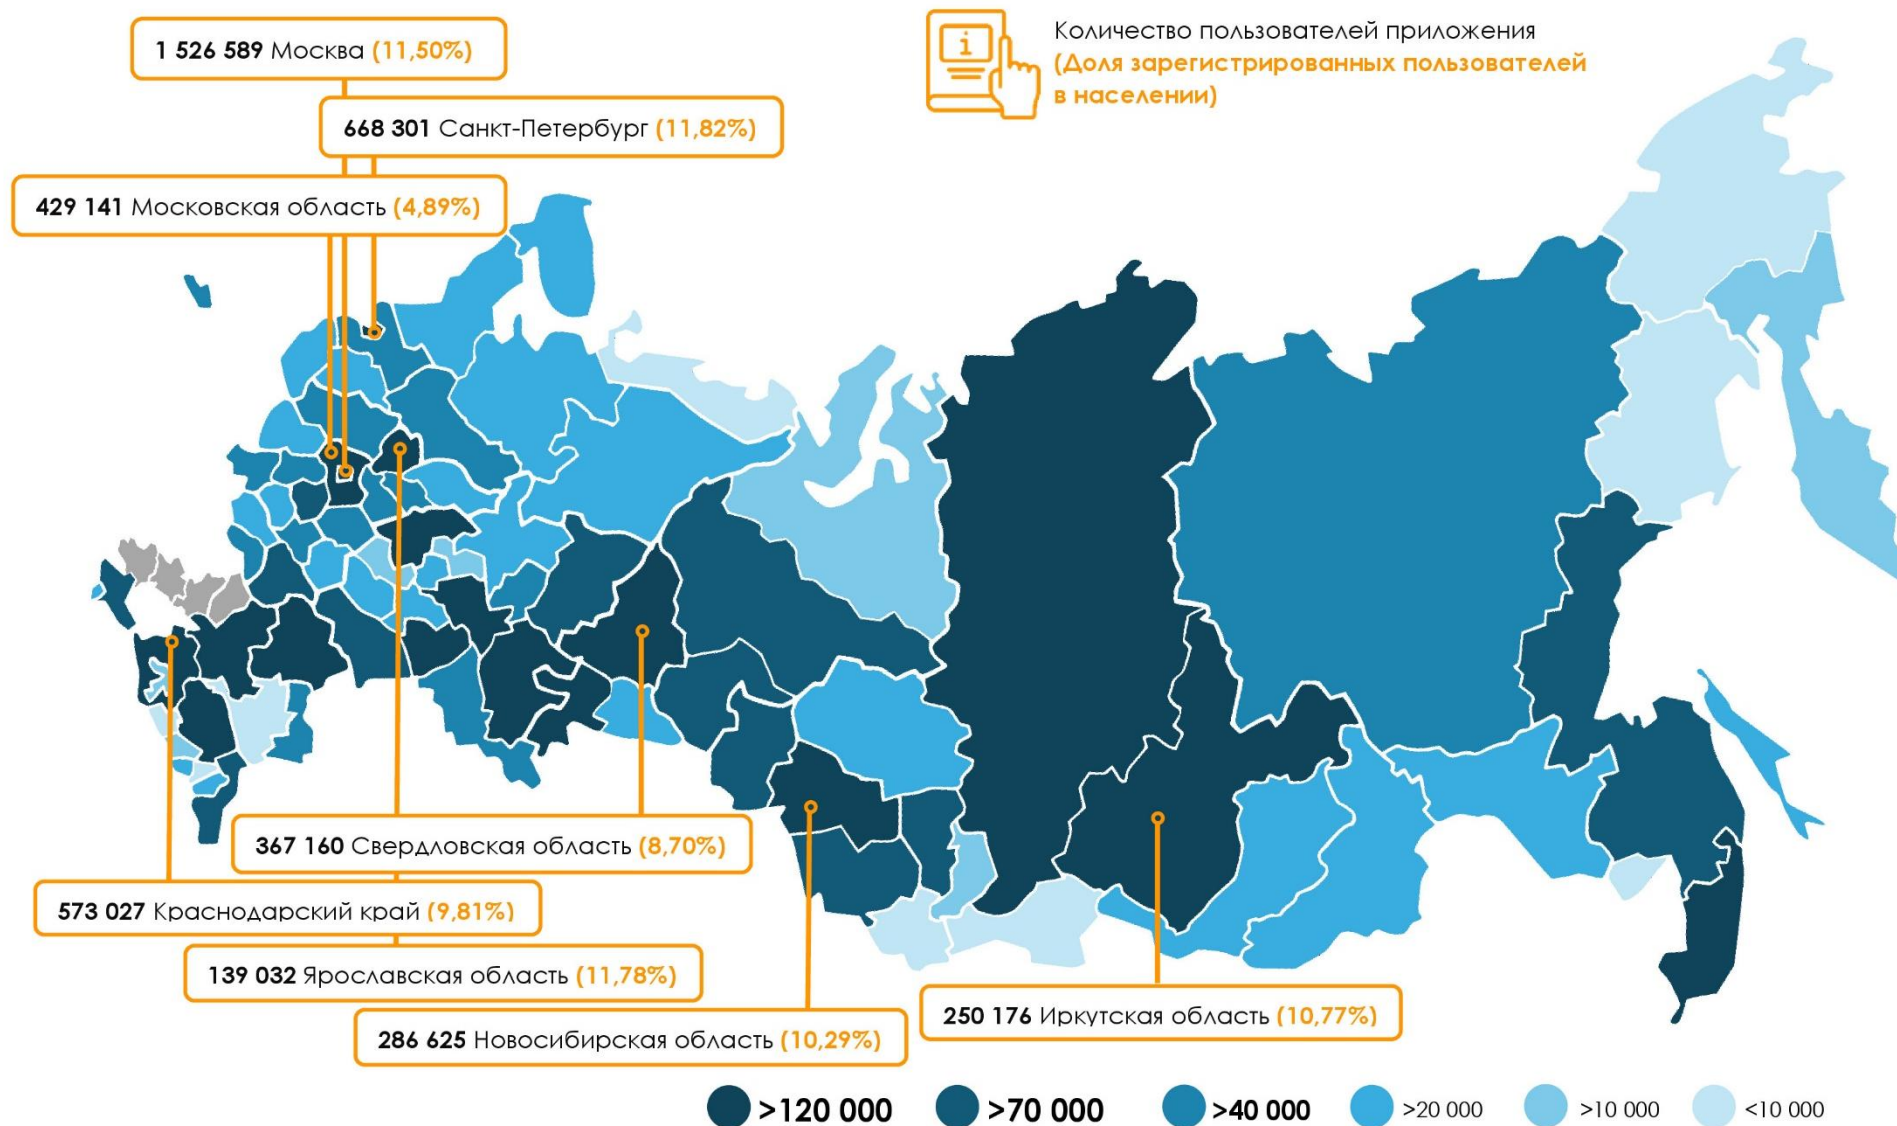 1 526 589 Москва (11,50%)
Количество пользователей приложения
(Доля зарегистрированных пользователей
в населении)
668 301 Санкт-Петербург (11,82%)
429 141 Московская область (4,89%)
367 160 Свердловская область (8,70%)
573 027 Краснодарский край (9,81%)
139 032 Ярославская область (11,78%)
286 625 Новосибирская область (10,29%)
250 176 Иркутская область (10,77%)
>120 000 >70 000 >40 000 >20 000 >10 000 <10 000